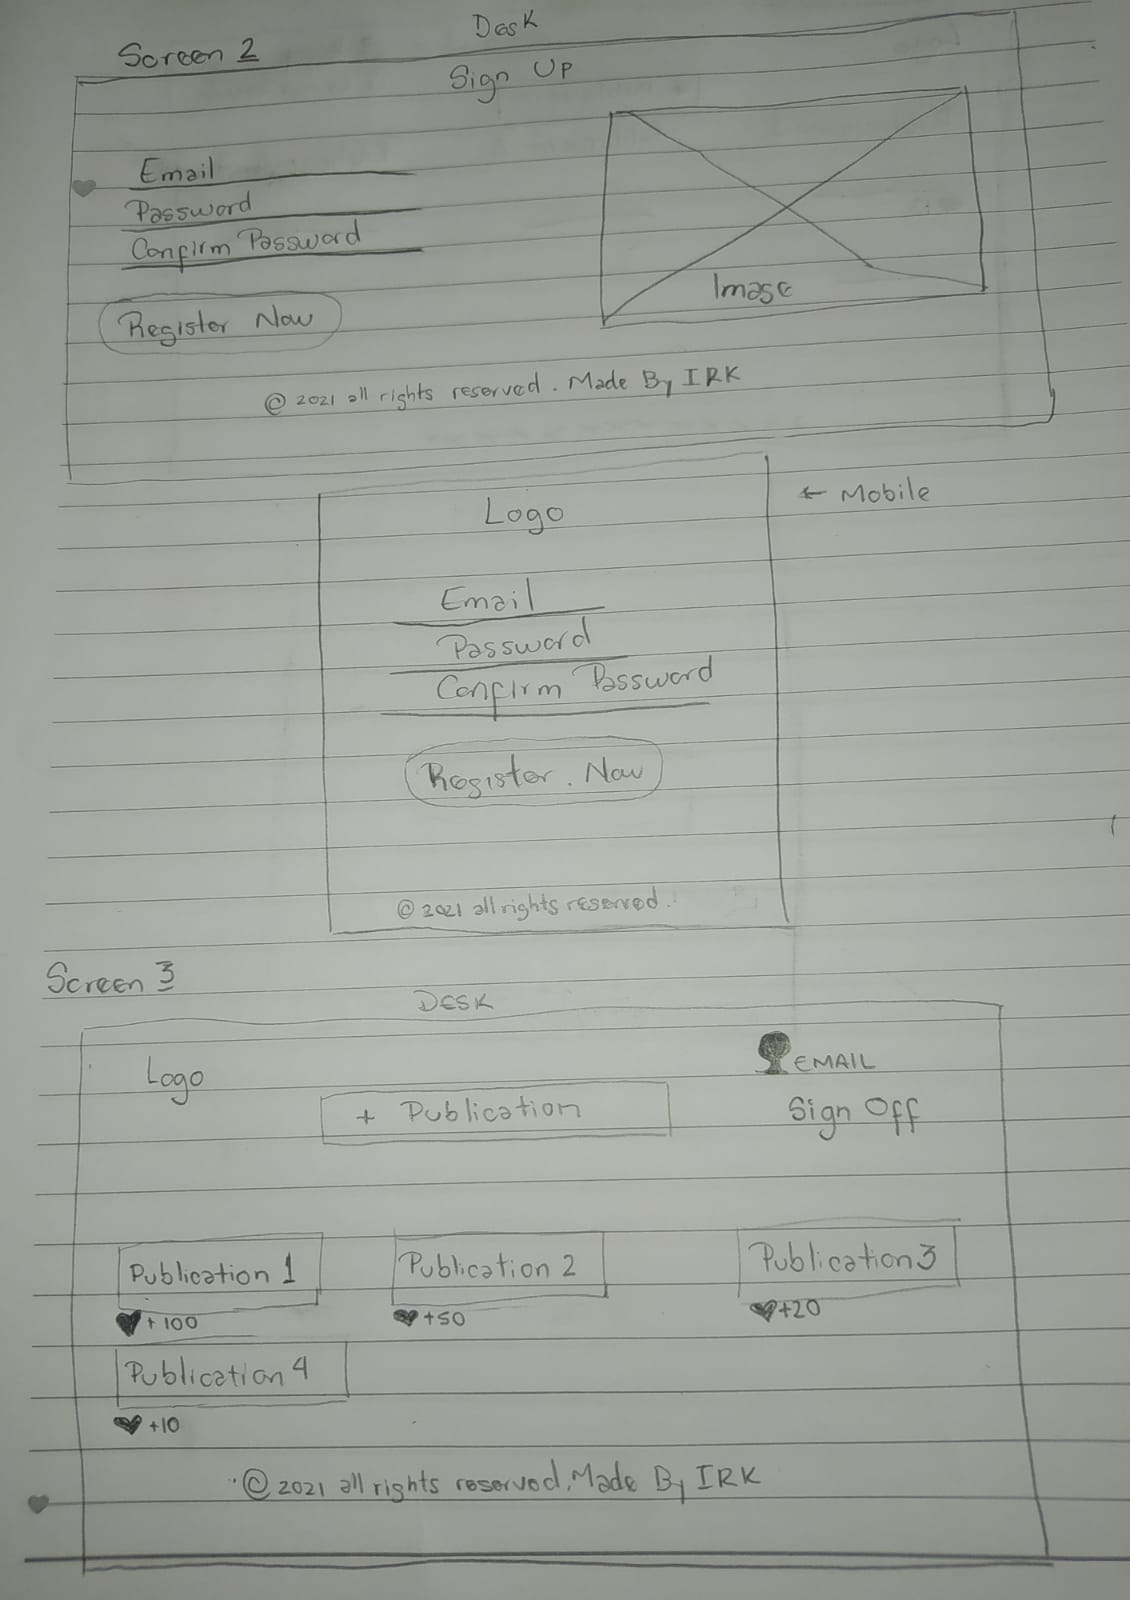 Desk
Screen 2
Sign Up
Email
Password
Confirm Password
Image
Register Now
© 2021 all rights reserved. Made By IRK
← Mobile
Logo
Email
Password
Confirm Password
Register. Now
© 2021 all rights reserved.
Screen 3
DESK
Logo
EMAIL
+ Publication
Sign Off
Publication 1
Publication 2
Publication 3
+100
+50
+20
Publication 4
+10
© 2021 all rights reserved. Made By IRK